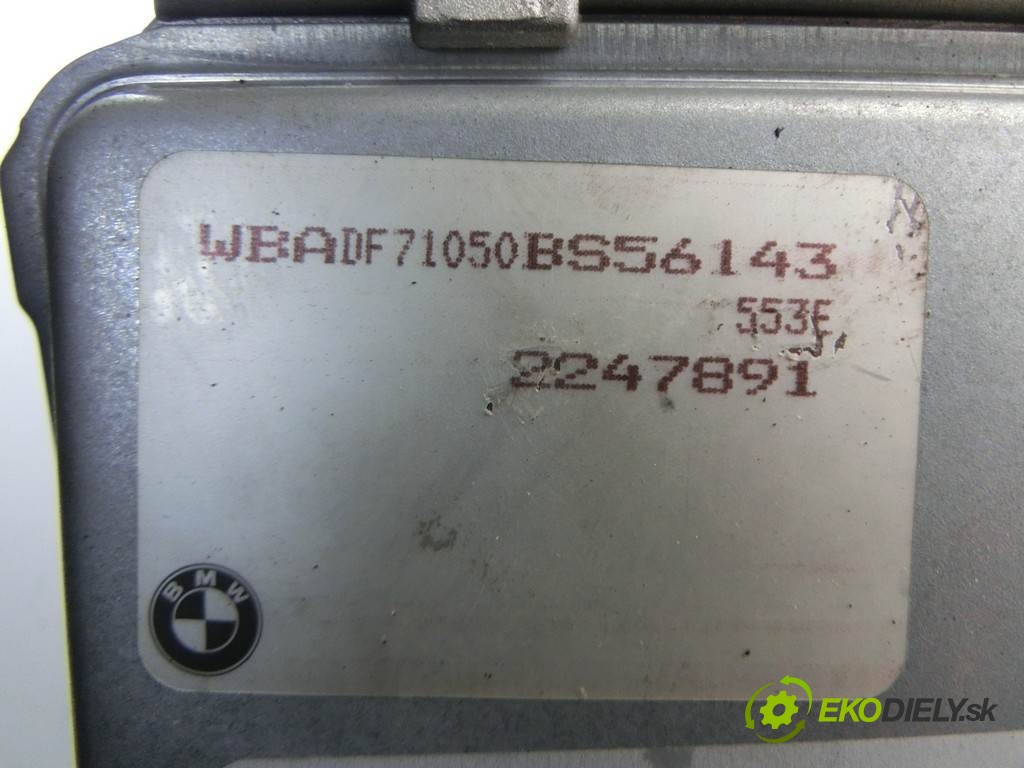 WBADF71050BS56143
553E
2247891
BMW
EKODIELY.sk